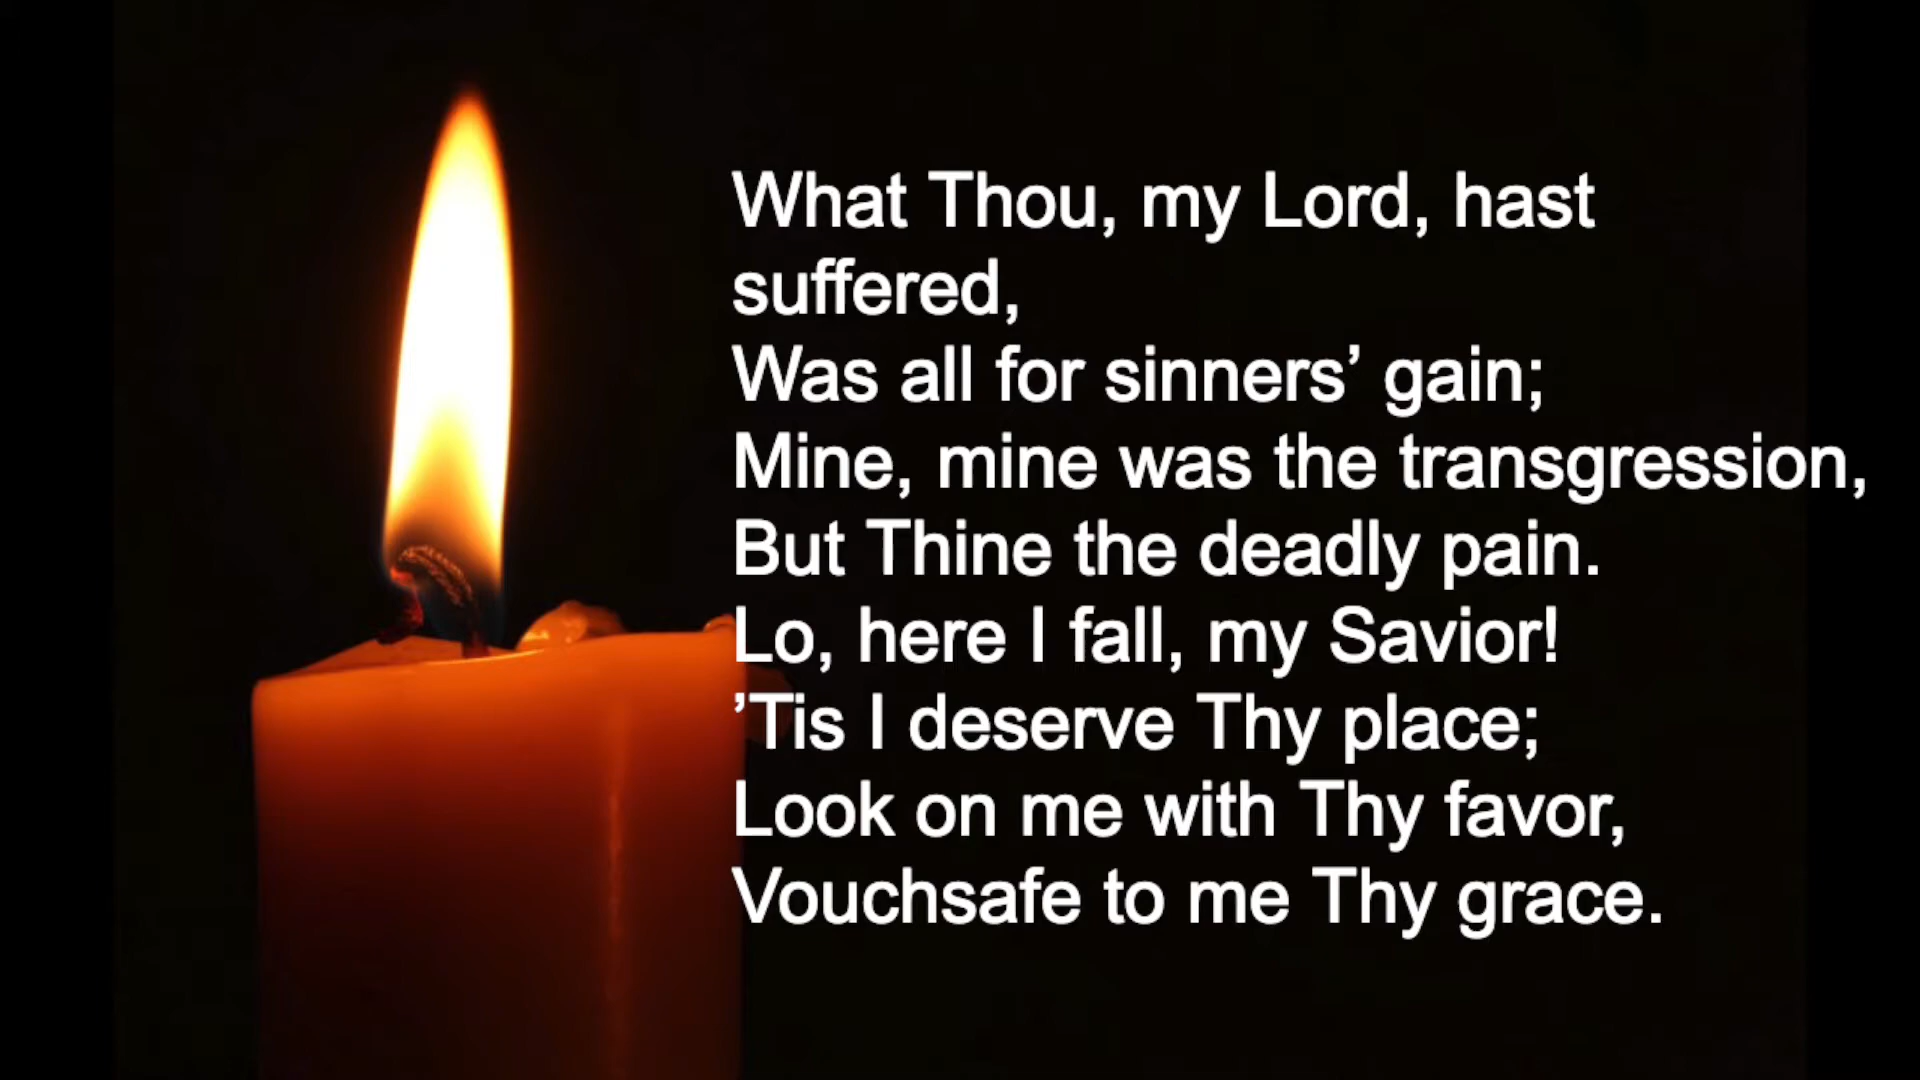 What Thou, my Lord, hast
suffered,
Was all for sinners’ gain;
Mine, mine was the transgression,
But Thine the deadly pain.
Lo, here I fall, my Savior!
’Tis I deserve Thy place;
Look on me with Thy favor,
Vouchsafe to me Thy grace.